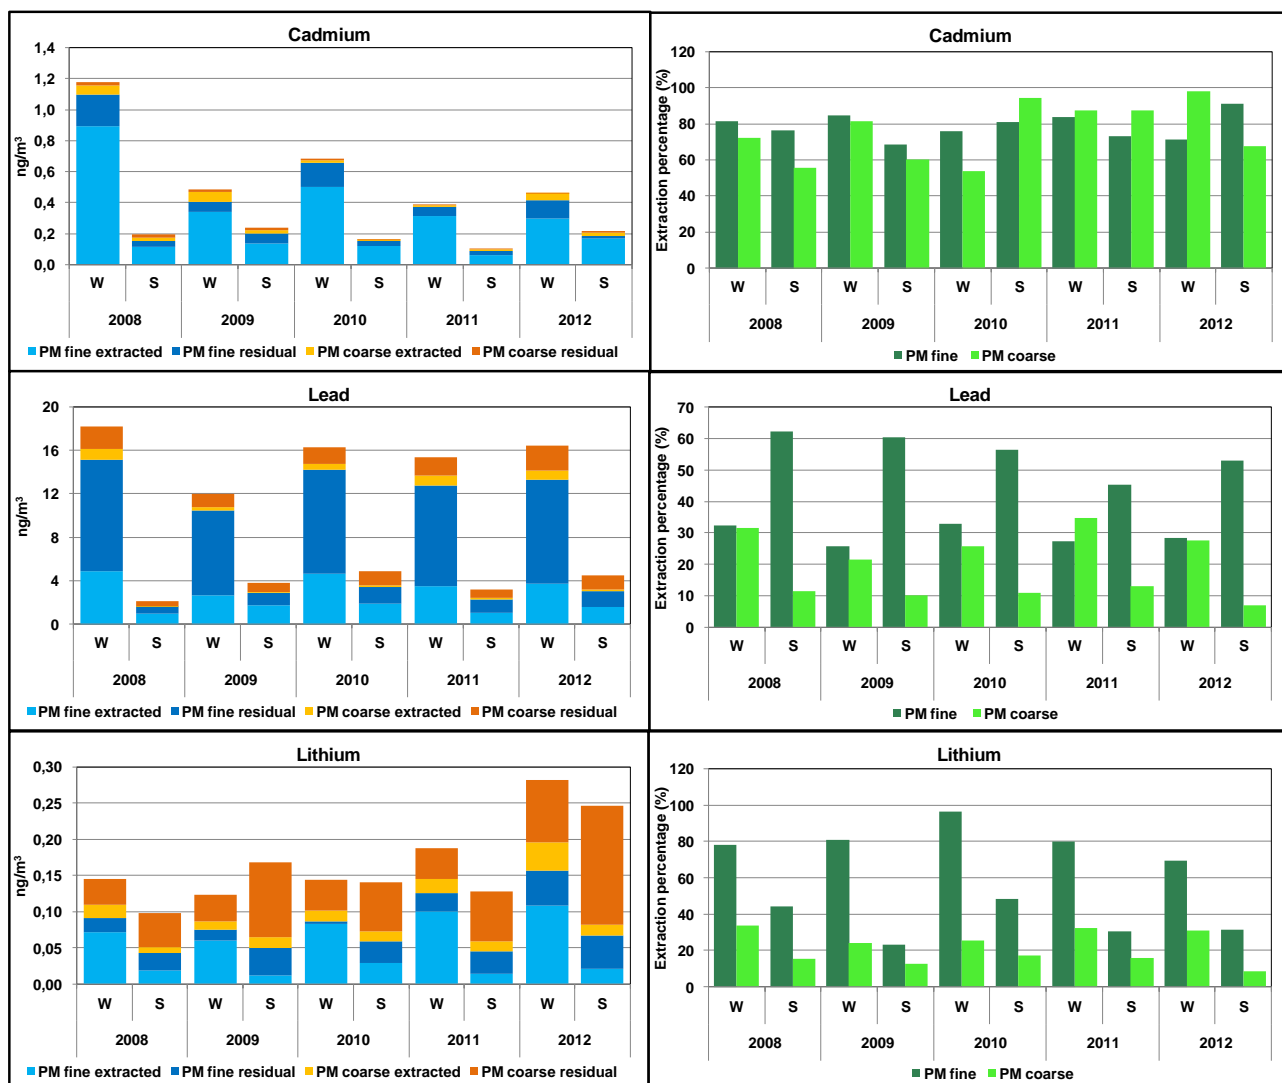 Cadmium
1,4
1,2
1,0
0,8
0,6
0,4
0,2
0,0
ng/m³
W S W S W S W S W S
2008 2009 2010 2011 2012
PM fine extracted PM fine residual PM coarse extracted PM coarse residual
Cadmium
120
100
80
60
40
20
0
Extraction percentage (%)
W S W S W S W S W S
2008 2009 2010 2011 2012
PM fine PM coarse
Lead
20
16
12
8
4
0
ng/m³
W S W S W S W S W S
2008 2009 2010 2011 2012
PM fine extracted PM fine residual PM coarse extracted PM coarse residual
Lead
70
60
50
40
30
20
10
0
Extraction percentage (%)
W S W S W S W S W S
2008 2009 2010 2011 2012
PM fine PM coarse
Lithium
0,30
0,25
0,20
0,15
0,10
0,05
0,00
ng/m³
W S W S W S W S W S
2008 2009 2010 2011 2012
PM fine extracted PM fine residual PM coarse extracted PM coarse residual
Lithium
120
100
80
60
40
20
0
Extraction percentage (%)
W S W S W S W S W S
2008 2009 2010 2011 2012
PM fine PM coarse